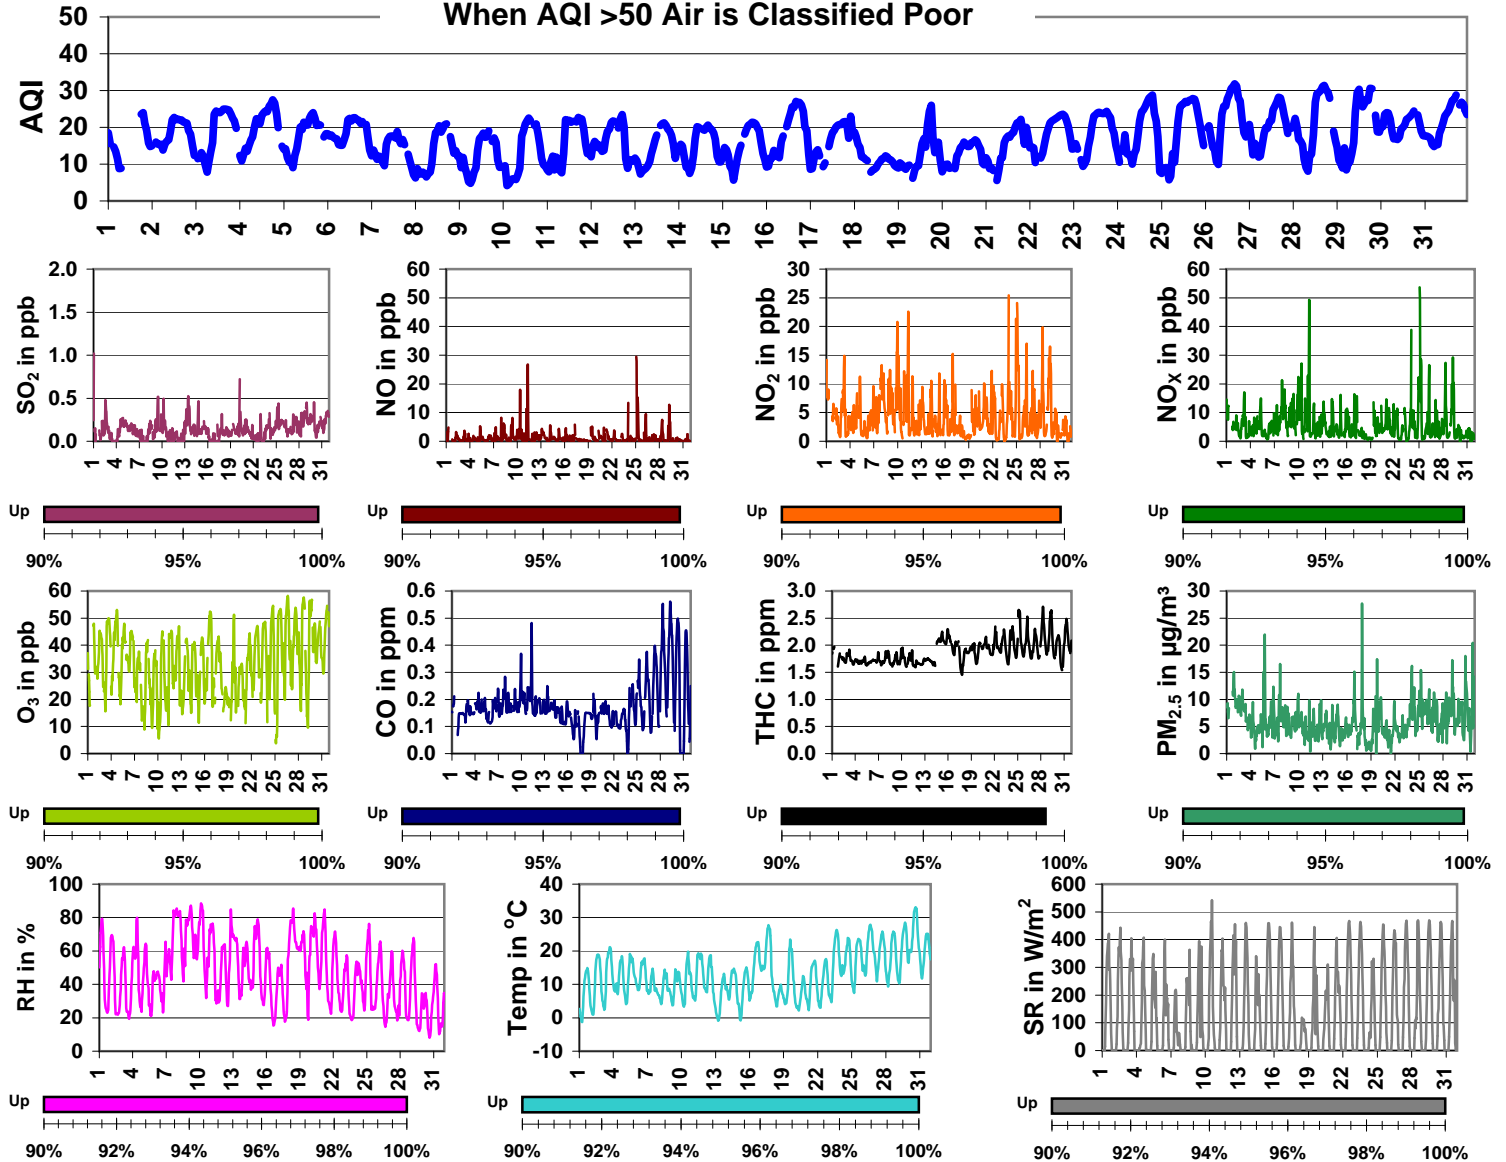 When AQI >50 Air is Classified Poor
AQI
50
40
30
20
10
0
1 2 3 4 5 6 7 8 9 10 11 12 13 14 15 16 17 18 19 20 21 22 23 24 25 26 27 28 29 30 31
SO₂ in ppb
2.0
1.5
1.0
0.5
0.0
1 4 7 10 13 16 19 22 25 28 31
Up
90% 95% 100%
NO in ppb
60
50
40
30
20
10
0
1 4 7 10 13 16 19 22 25 28 31
Up
90% 95% 100%
NO₂ in ppb
30
25
20
15
10
5
0
1 4 7 10 13 16 19 22 25 28 31
Up
90% 95% 100%
NOX in ppb
60
50
40
30
20
10
0
1 4 7 10 13 16 19 22 25 28 31
Up
90% 95% 100%
O₃ in ppb
60
50
40
30
20
10
0
1 4 7 10 13 16 19 22 25 28 31
Up
90% 95% 100%
CO in ppm
0.6
0.5
0.4
0.3
0.2
0.1
0.0
1 4 7 10 13 16 19 22 25 28 31
Up
90% 95% 100%
THC in ppm
3.0
2.5
2.0
1.5
1.0
0.5
0.0
1 4 7 10 13 16 19 22 25 28 31
Up
90% 95% 100%
PM₂.₅ in µg/m³
30
25
20
15
10
5
0
1 4 7 10 13 16 19 22 25 28 31
Up
90% 95% 100%
RH in %
100
80
60
40
20
0
1 4 7 10 13 16 19 22 25 28 31
Up
90% 92% 94% 96% 98% 100%
Temp in °C
40
30
20
10
0
-10
1 4 7 10 13 16 19 22 25 28 31
Up
90% 92% 94% 96% 98% 100%
SR in W/m²
600
500
400
300
200
100
0
1 4 7 10 13 16 19 22 25 28 31
Up
90% 92% 94% 96% 98% 100%